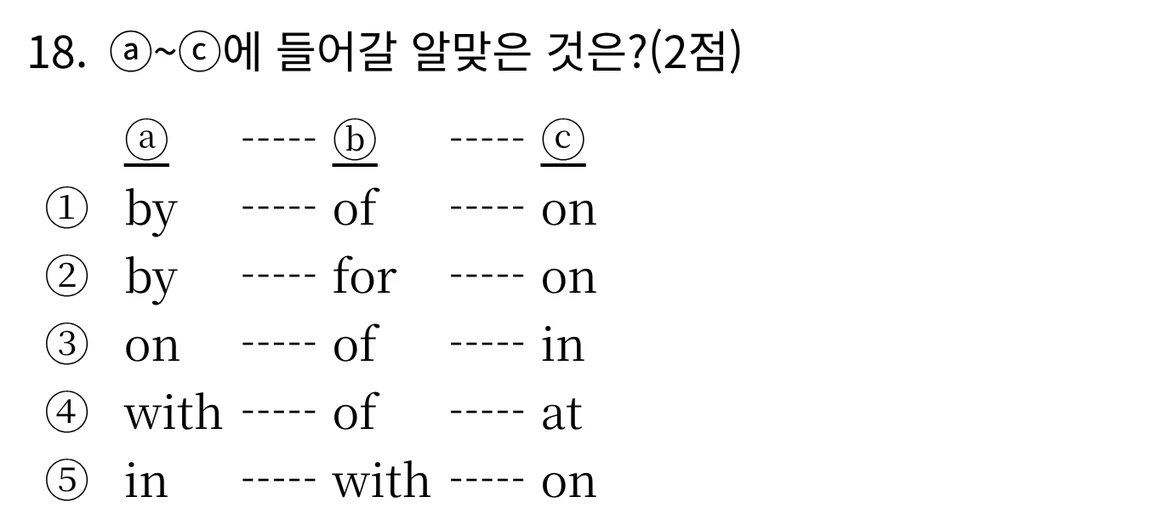 18. ⓐ~ⓒ에 들어갈 알맞은 것은?(2점)
ⓐ ----- ⓑ ----- ⓒ
① by ----- of ----- on
② by ----- for ----- on
③ on ----- of ----- in
④ with ----- of ----- at
⑤ in ----- with ----- on